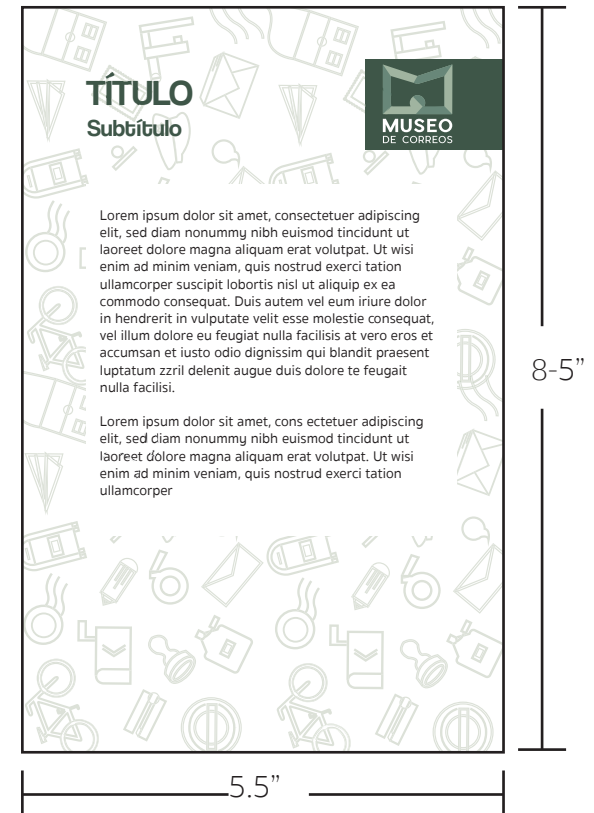 TÍTULO
Subtítulo
MUSEO
DE CORREOS
Lorem ipsum dolor sit amet, consectetuer adipiscing
elit, sed diam nonummy nibh euismod tincidunt ut
laoreet dolore magna aliquam erat volutpat. Ut wisi
enim ad minim veniam, quis nostrud exerci tation
ullamcorper suscipit lobortis nisl ut aliquip ex ea
commodo consequat. Duis autem vel eum iriure dolor
in hendrerit in vulputate velit esse molestie consequat,
vel illum dolore eu feugiat nulla facilisis at vero eros et
accumsan et iusto odio dignissim qui blandit praesent
luptatum zzril delenit augue duis dolore te feugait
nulla facilisi.
Lorem ipsum dolor sit amet, cons ectetuer adipiscing
elit, sed diam nonummy nibh euismod tincidunt ut
laoreet dolore magna aliquam erat volutpat. Ut wisi
enim ad minim veniam, quis nostrud exerci tation
ullamcorper
8-5”
5.5”